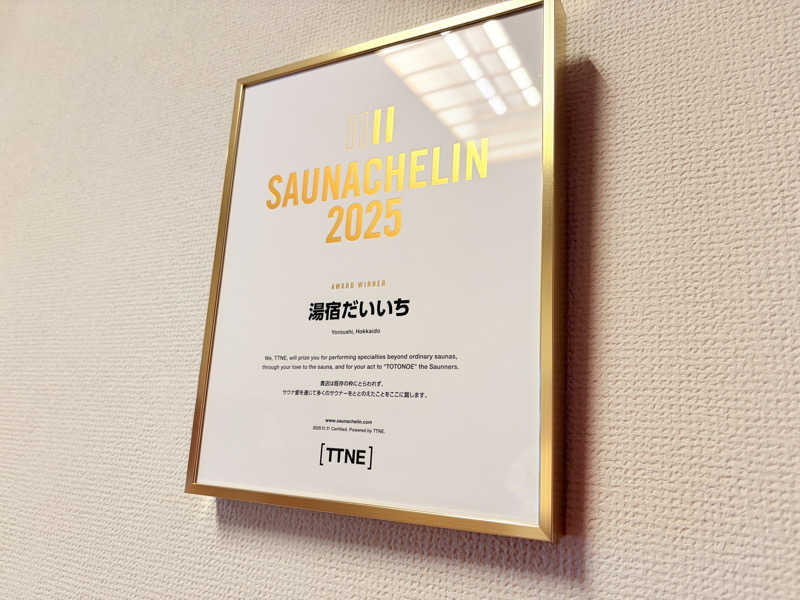 SAUNACHELIN
2025
AWARD WINNER
湯宿だいいち
Yoroushi, Hokkaido
We, TTNE, will prize you for performing specialties beyond ordinary saunas,
through your love to the sauna, and for your act to "TOTONOE" the Saunners.
貴店は既存の枠にとらわれず、
サウナ愛を通じて多くのサウナーをととのえたことをここに賞します。
www.saunachelin.com
2025.11.11 Certified. Powered by TTNE.
[TTNE]